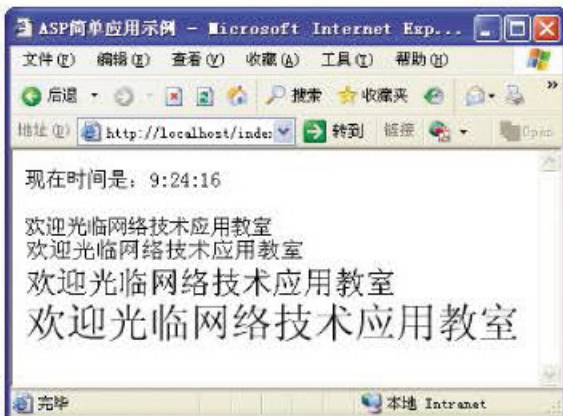 ASP简单应用示例 - Microsoft Internet Exp...
文件(F) 编辑(E) 查看(V) 收藏(A) 工具(T) 帮助(H)
后退 搜索 收藏夹 »
地址(D) http://localhost/inde: 转到 链接
现在时间是：9:24:16
欢迎光临网络技术应用教室
欢迎光临网络技术应用教室
欢迎光临网络技术应用教室
欢迎光临网络技术应用教室
完毕 本地 Intranet